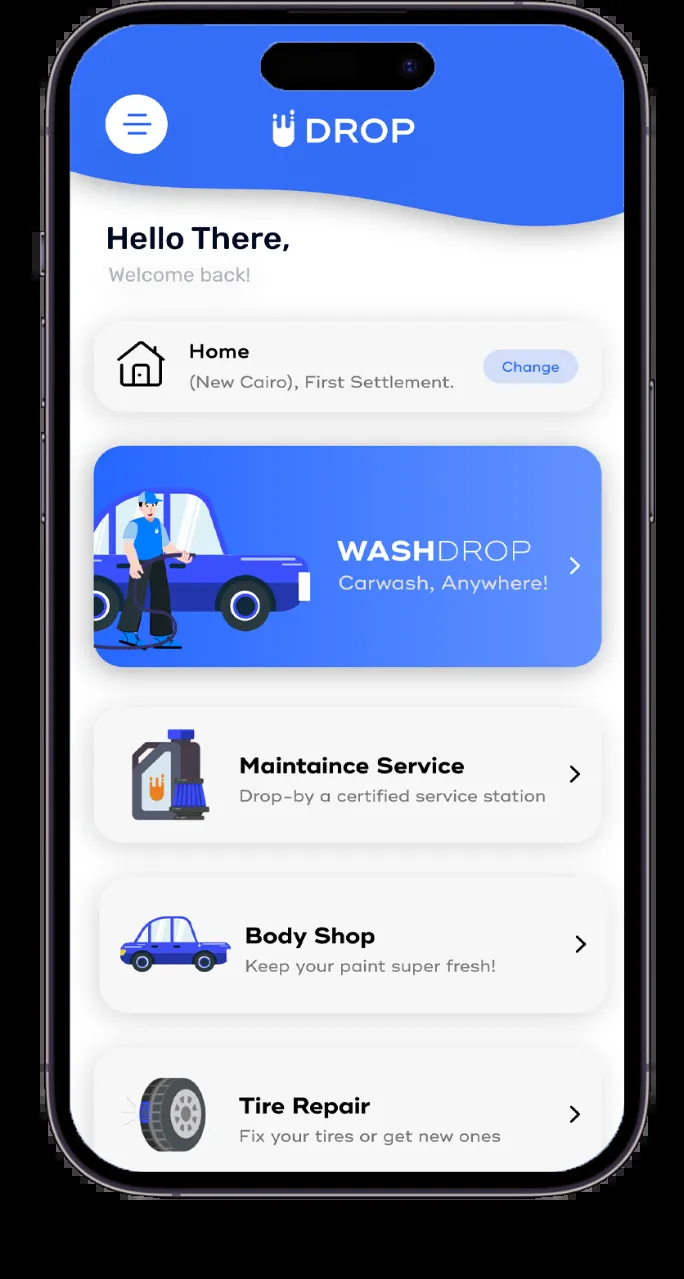 DROP
Hello There,
Welcome back!
Home
(New Cairo), First Settlement.
Change
WASHDROP
Carwash, Anywhere!
Maintaince Service
Drop-by a certified service station
Body Shop
Keep your paint super fresh!
Tire Repair
Fix your tires or get new ones